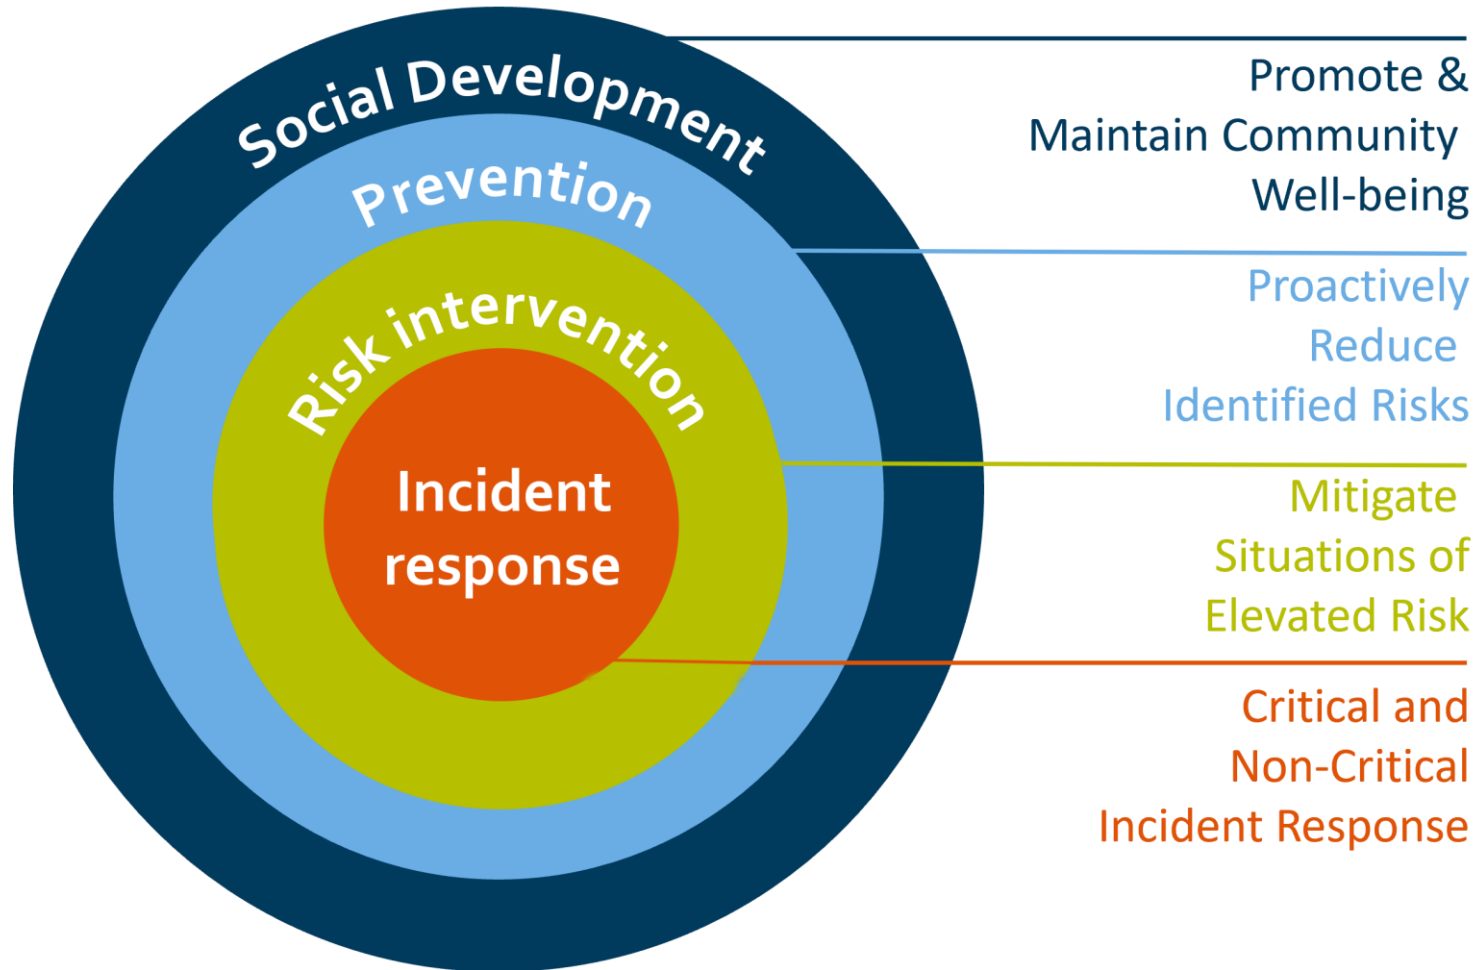 Social Development
Prevention
Risk intervention
Incident
response
Promote &
Maintain Community
Well-being
Proactively
Reduce
Identified Risks
Mitigate
Situations of
Elevated Risk
Critical and
Non-Critical
Incident Response